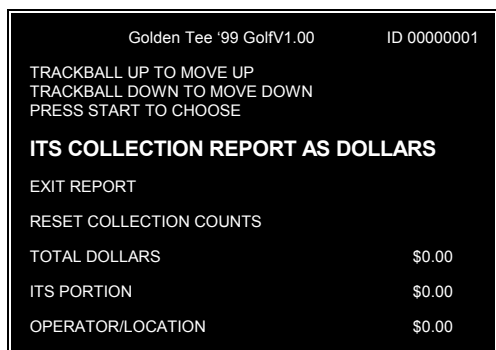 Golden Tee ‘99 GolfV1.00 ID 00000001
TRACKBALL UP TO MOVE UP
TRACKBALL DOWN TO MOVE DOWN
PRESS START TO CHOOSE
ITS COLLECTION REPORT AS DOLLARS
EXIT REPORT
RESET COLLECTION COUNTS
TOTAL DOLLARS $0.00
ITS PORTION $0.00
OPERATOR/LOCATION $0.00